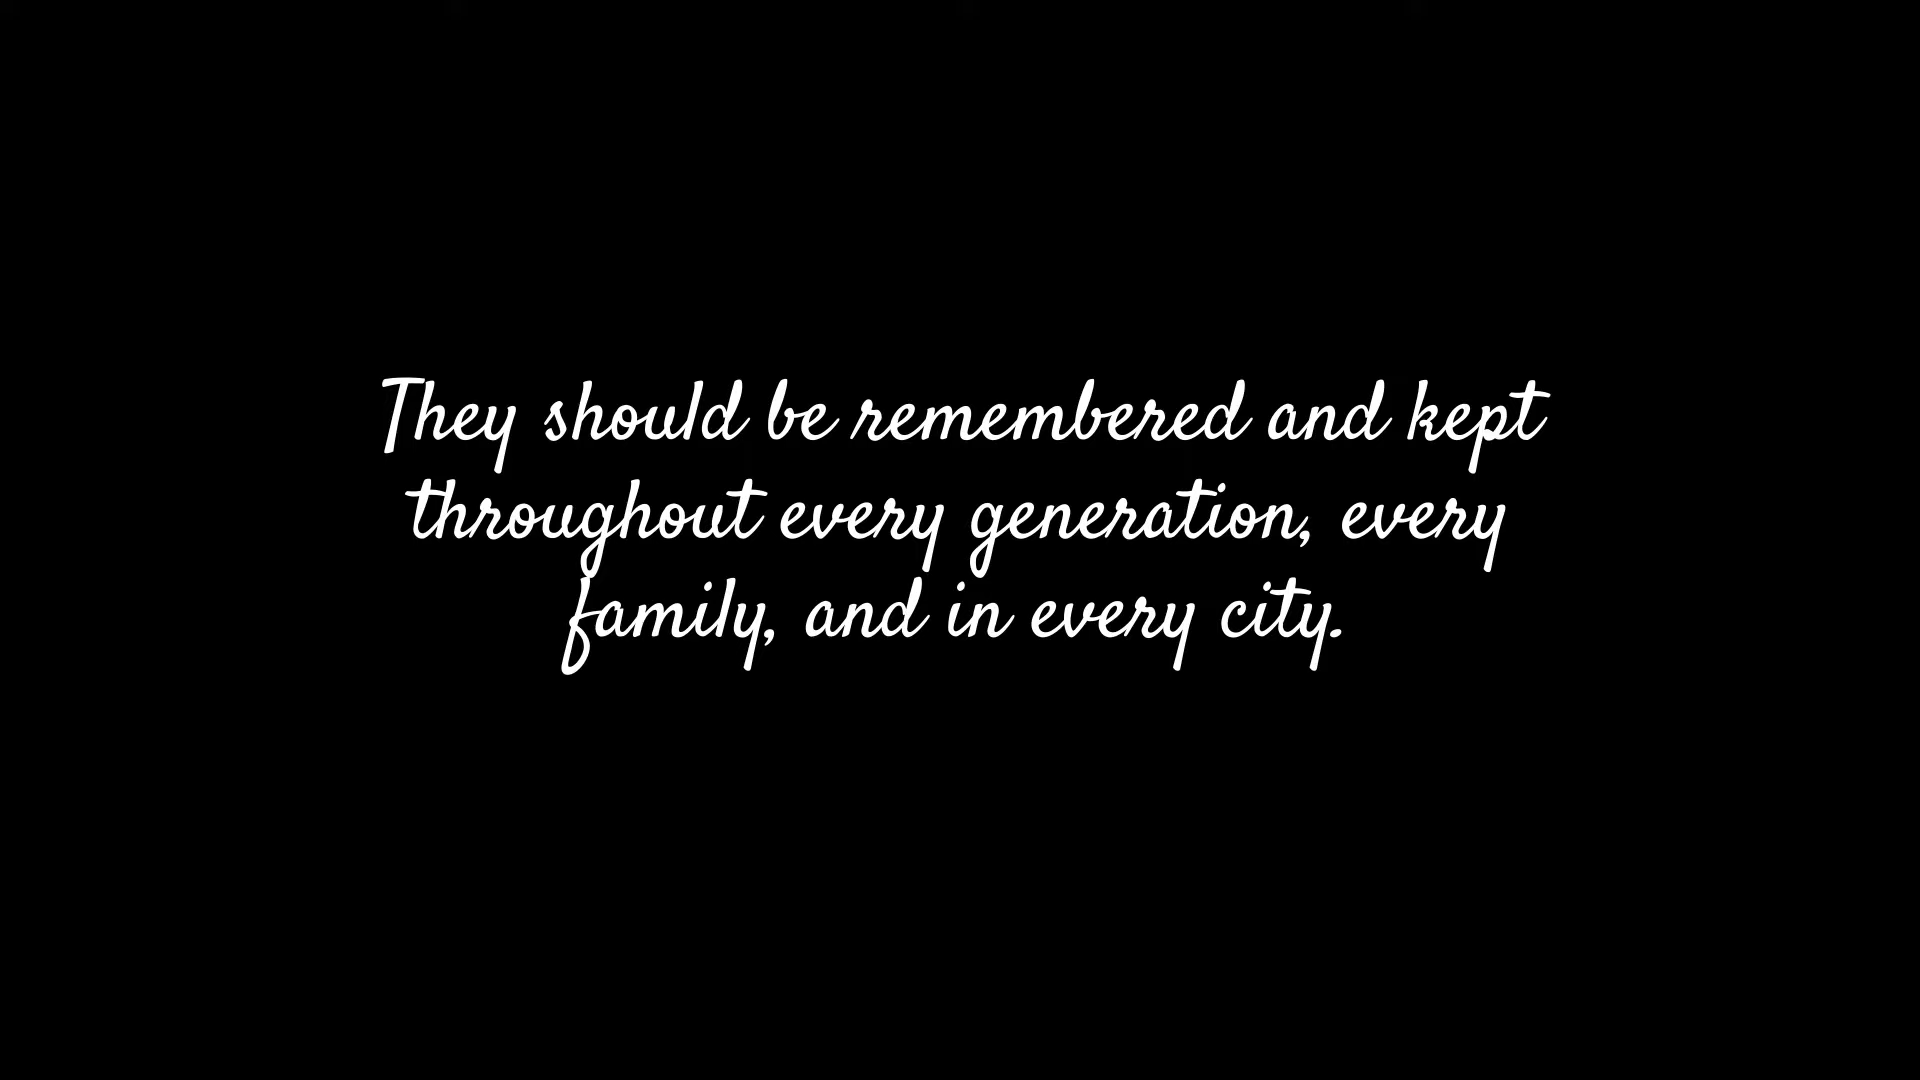 They should be remembered and kept
throughout every generation, every
family, and in every city.